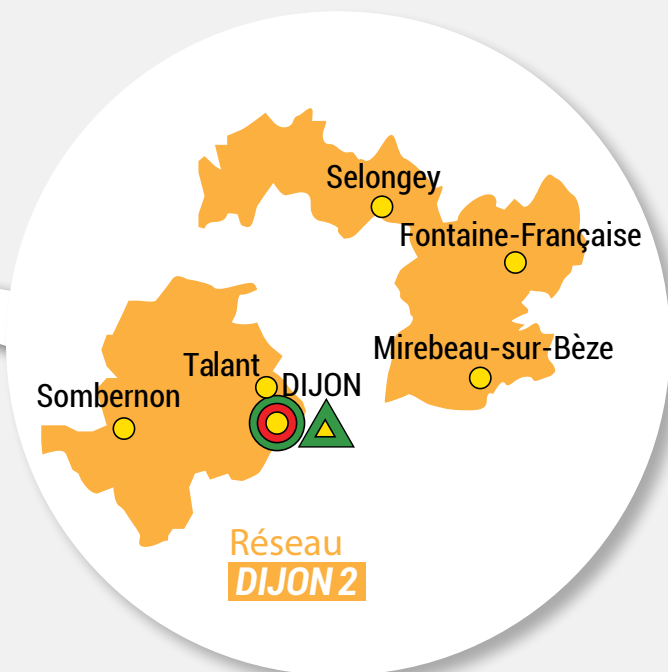 Selongey
Fontaine-Française
Mirebeau-sur-Bèze
Talant
DIJON
Sombernon
Réseau
DIJON 2